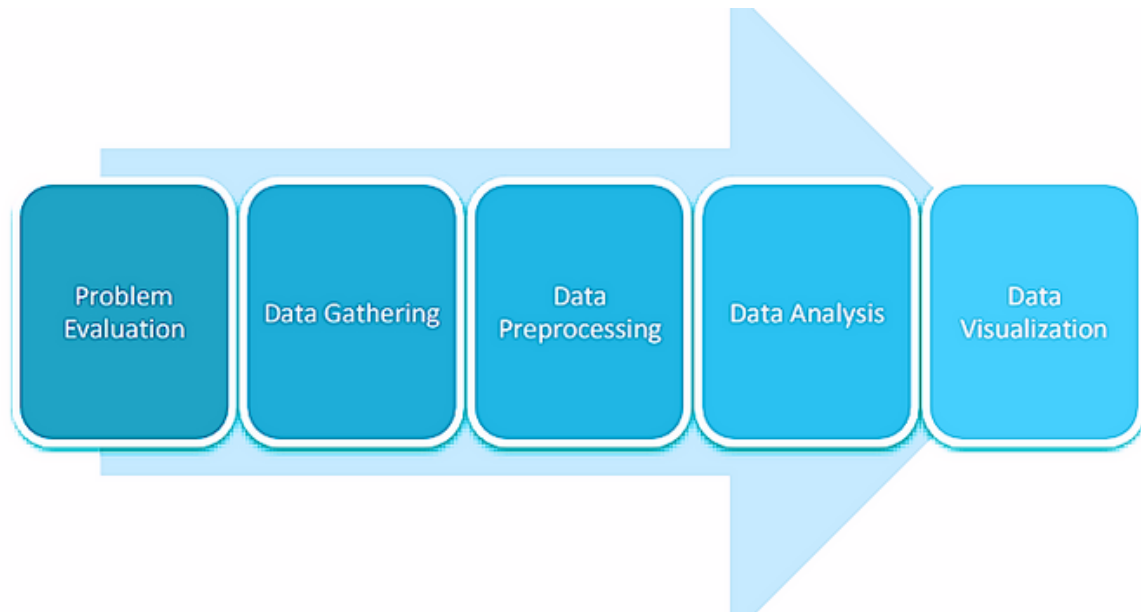 Problem
Evaluation
Data Gathering
Data
Preprocessing
Data Analysis
Data
Visualization